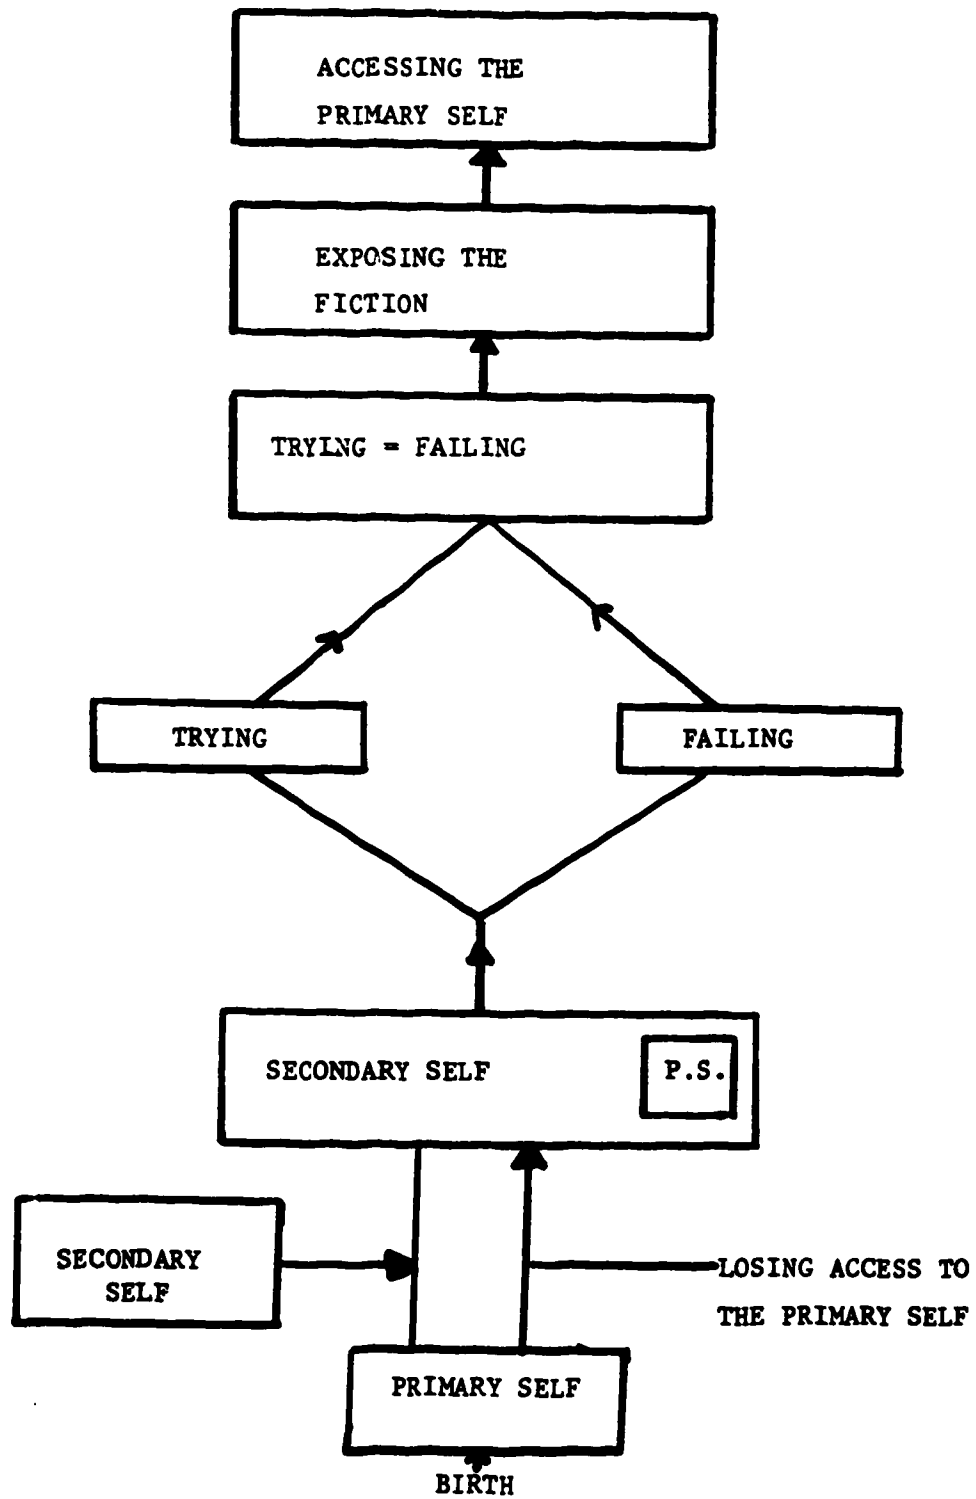 ACCESSING THE
PRIMARY SELF
EXPOSING THE
FICTION
TRYING = FAILING
TRYING
FAILING
SECONDARY SELF
P.S.
SECONDARY
SELF
LOSING ACCESS TO
THE PRIMARY SELF
PRIMARY SELF
BIRTH